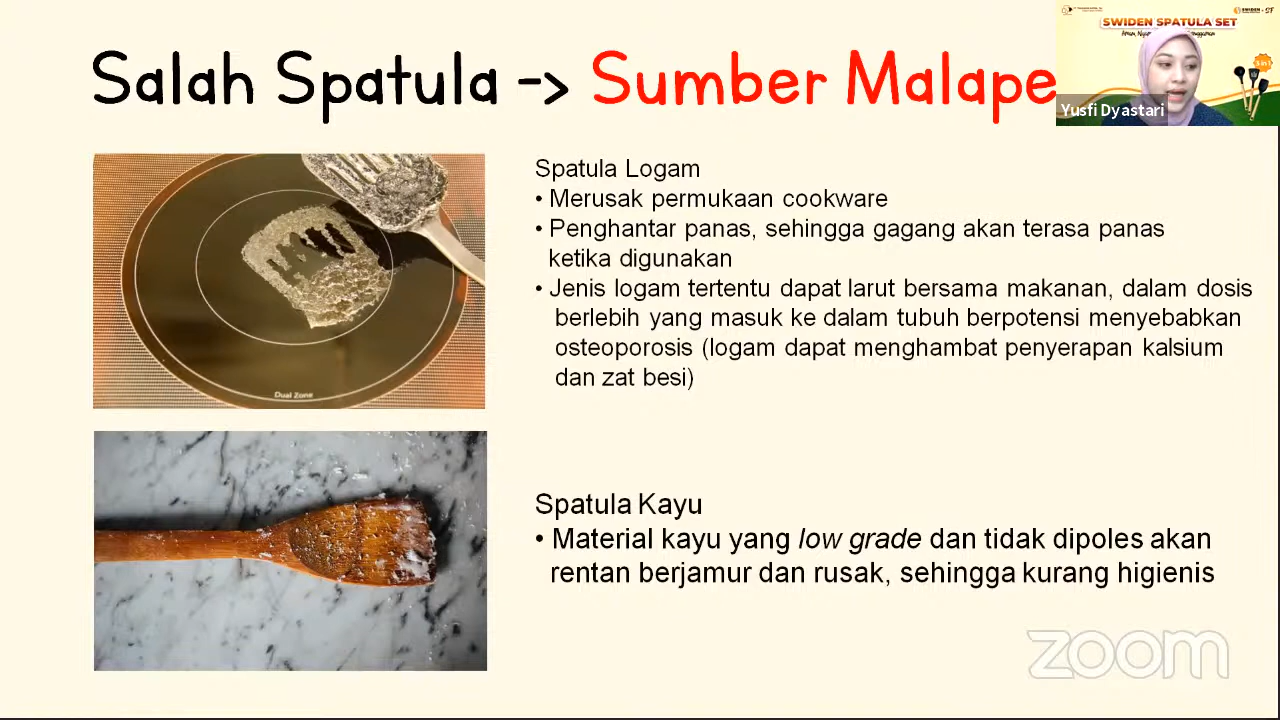 Salah Spatula -> Sumber Malape
SWIDEN SPATULA SET
Yusfi Dyastari
Spatula Logam
• Merusak permukaan cookware
• Penghantar panas, sehingga gagang akan terasa panas
ketika digunakan
• Jenis logam tertentu dapat larut bersama makanan, dalam dosis
berlebih yang masuk ke dalam tubuh berpotensi menyebabkan
osteoporosis (logam dapat menghambat penyerapan kalsium
dan zat besi)
Dual Zone
Spatula Kayu
• Material kayu yang low grade dan tidak dipoles akan
rentan berjamur dan rusak, sehingga kurang higienis
zoom